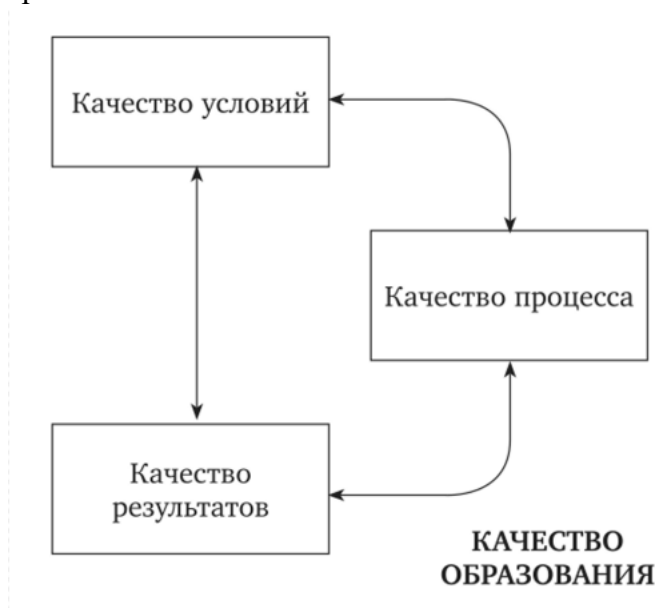 Качество условий
Качество процесса
Качество
результатов
КАЧЕСТВО
ОБРАЗОВАНИЯ